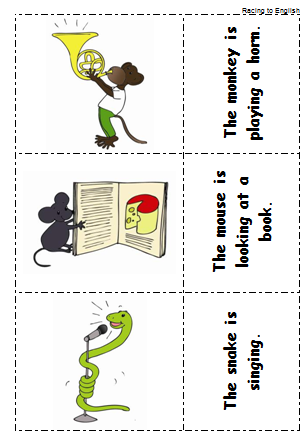 Racing to English
The monkey is
playing a horn.
The mouse is
looking at a
book.
The snake is
singing.